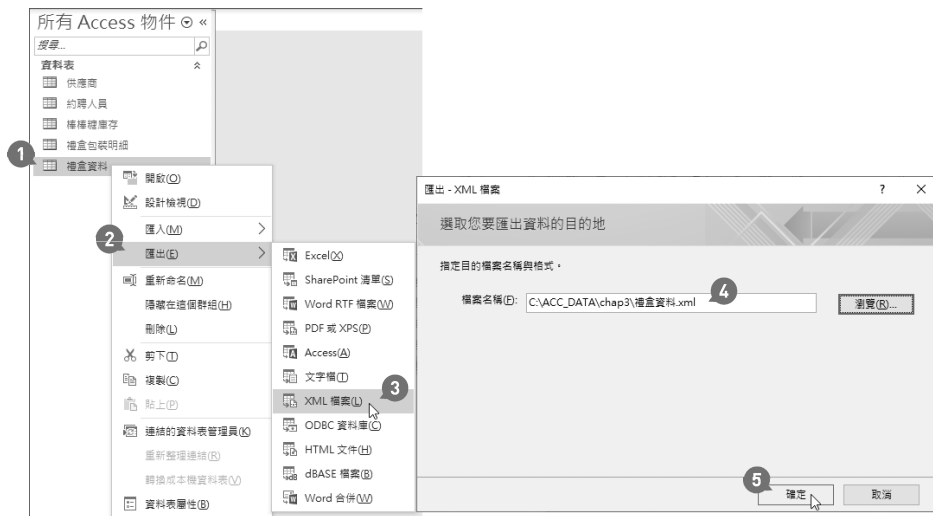 所有 Access 物件
搜尋...
資料表
供應商
約聘人員
棒棒糖庫存
禮盒包裝明細
1
禮盒資料
開啟(O)
設計檢視(D)
匯入(M)
2
匯出(E)
重新命名(M)
隱藏在這個群組(H)
刪除(L)
剪下(T)
複製(C)
貼上(P)
連結的資料表管理員(K)
重新整理連結(R)
轉換成本機資料表(V)
資料表屬性(B)
Excel(X)
SharePoint 清單(S)
Word RTF 檔案(W)
PDF 或 XPS(P)
Access(A)
文字檔(T)
3
XML 檔案(L)
ODBC 資料庫(C)
HTML 文件(H)
dBASE 檔案(B)
Word 合併(W)
匯出 - XML 檔案
選取您要匯出資料的目的地
指定目的檔案名稱與格式。
檔案名稱(F): C:\ACC_DATA\chap3\禮盒資料.xml 4 瀏覽(R)...
5
確定 取消